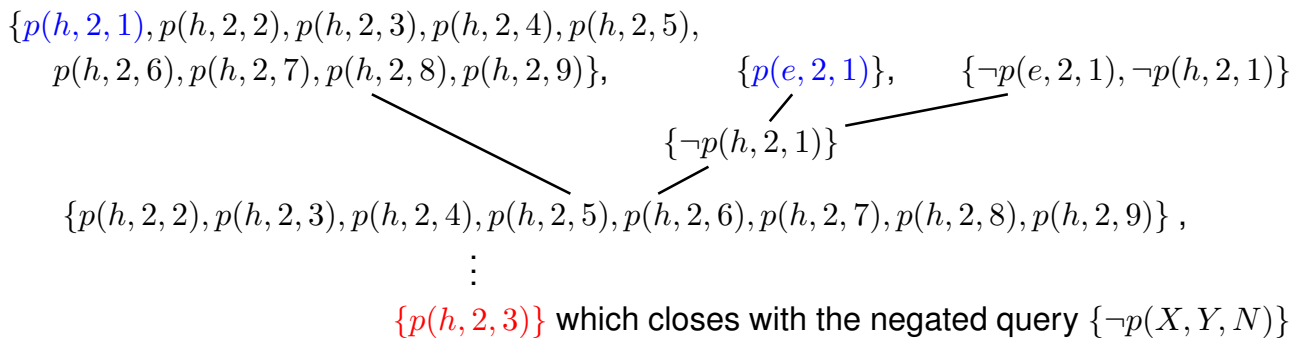 {p(h, 2, 1), p(h, 2, 2), p(h, 2, 3), p(h, 2, 4), p(h, 2, 5),
p(h, 2, 6), p(h, 2, 7), p(h, 2, 8), p(h, 2, 9)}, {p(e, 2, 1)}, {¬p(e, 2, 1), ¬p(h, 2, 1)}
{¬p(h, 2, 1)}
{p(h, 2, 2), p(h, 2, 3), p(h, 2, 4), p(h, 2, 5), p(h, 2, 6), p(h, 2, 7), p(h, 2, 8), p(h, 2, 9)} ,
⋮
{p(h, 2, 3)} which closes with the negated query {¬p(X, Y, N)}